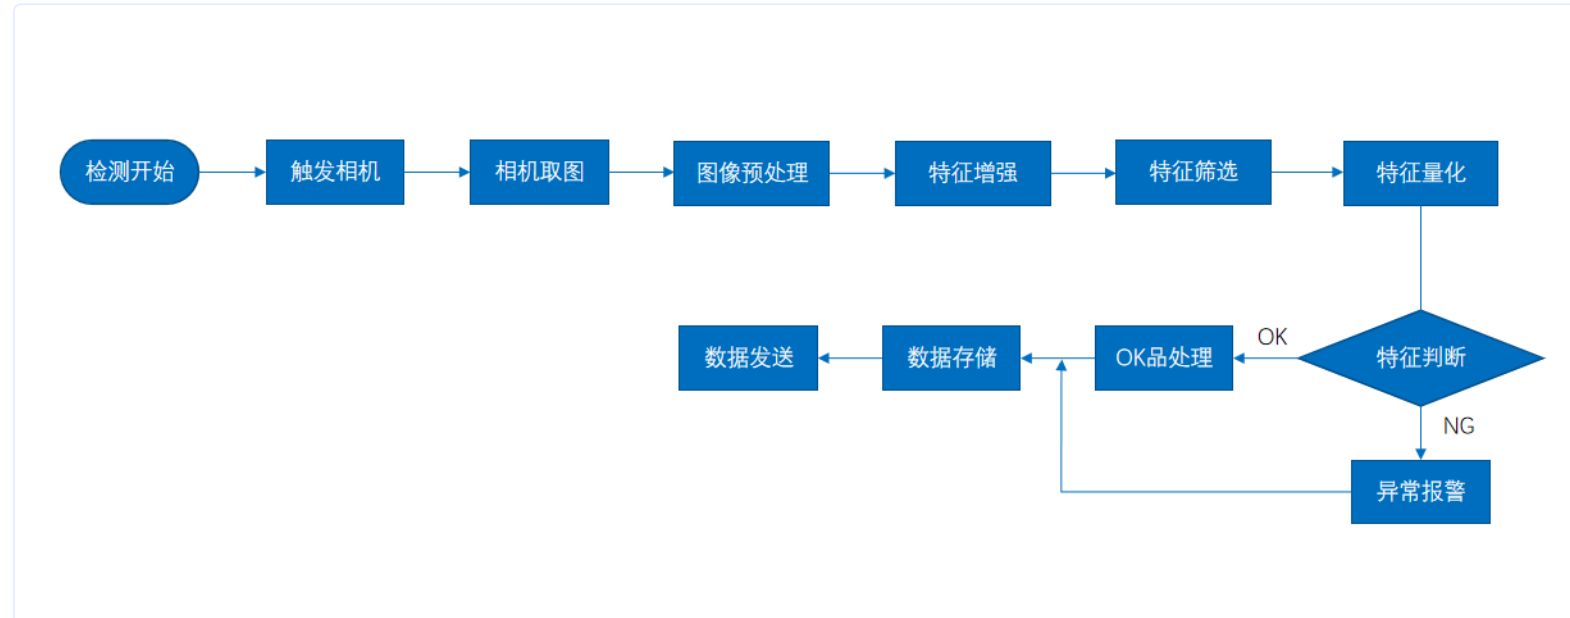 检测开始
触发相机
相机取图
图像预处理
特征增强
特征筛选
特征量化
数据发送
数据存储
OK品处理
OK
特征判断
NG
异常报警